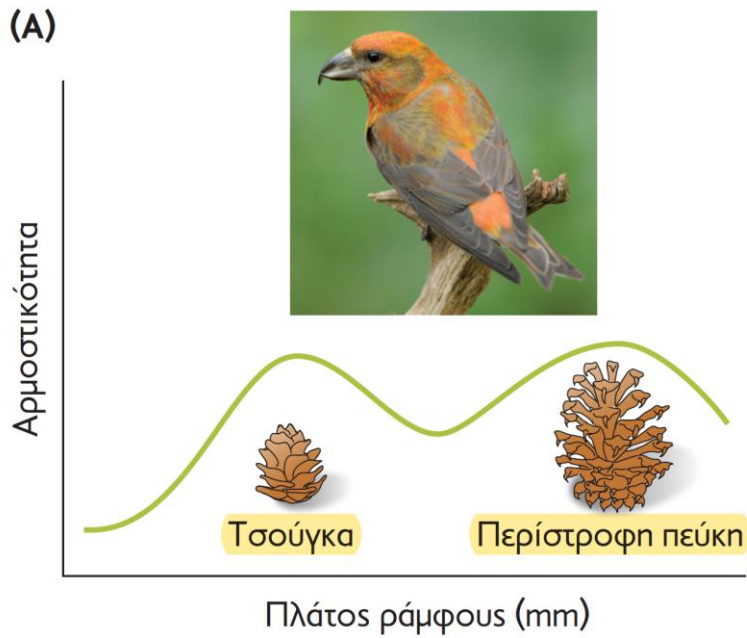 (A)
Αρμοστικότητα
Τσούγκα
Περίστροφη πεύκη
Πλάτος ράμφους (mm)